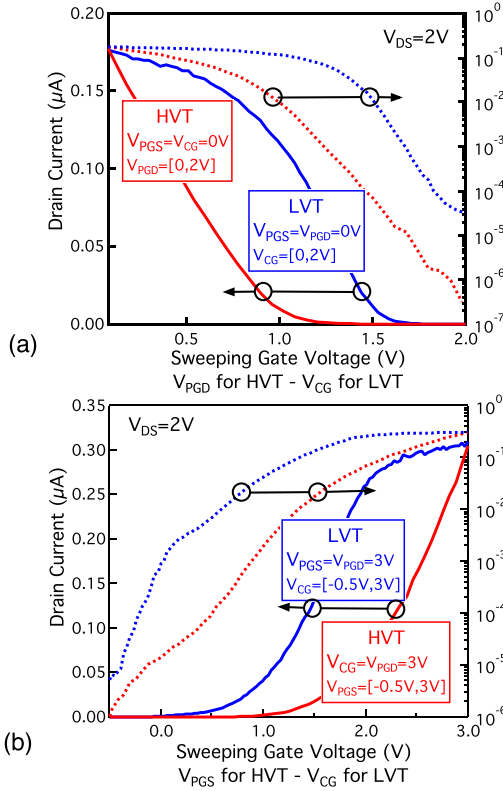 V_DS=2V
0.20
0.15
0.10
0.05
0.00
Drain Current (µA)
10^0
10^-1
10^-2
10^-3
10^-4
10^-5
10^-6
10^-7
HVT
V_PGS=V_CG=0V
V_PGD=[0,2V]
LVT
V_PGS=V_PGD=0V
V_CG=[0,2V]
0.5 1.0 1.5 2.0
(a)
Sweeping Gate Voltage (V)
V_PGD for HVT - V_CG for LVT
V_DS=2V
0.35
0.30
0.25
0.20
0.15
0.10
0.05
0.00
Drain Current (µA)
10^0
10^-1
10^-2
10^-3
10^-4
10^-5
10^-6
LVT
V_PGS=V_PGD=3V
V_CG=[-0.5V,3V]
HVT
V_CG=V_PGD=3V
V_PGS=[-0.5V,3V]
0.0 1.0 2.0 3.0
(b)
Sweeping Gate Voltage (V)
V_PGS for HVT - V_CG for LVT